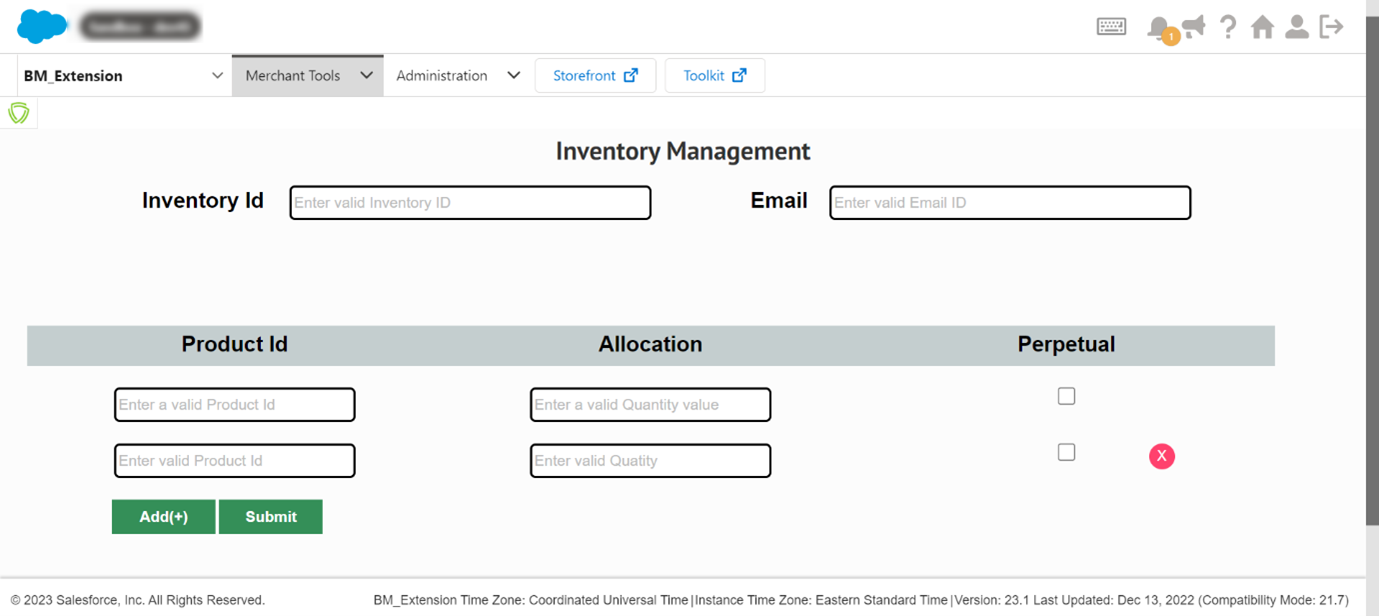 1
BM_Extension Merchant Tools Administration Storefront Toolkit
Inventory Management
Inventory Id Enter valid Inventory ID Email Enter valid Email ID
Product Id Allocation Perpetual
Enter a valid Product Id Enter a valid Quantity value
Enter valid Product Id Enter valid Quatity X
Add(+) Submit
© 2023 Salesforce, Inc. All Rights Reserved. BM_Extension Time Zone: Coordinated Universal Time|Instance Time Zone: Eastern Standard Time|Version: 23.1 Last Updated: Dec 13, 2022 (Compatibility Mode: 21.7)